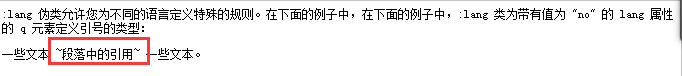 :lang 伪类允许您为不同的语言定义特殊的规则。在下面的例子中，在下面的例子中，:lang 类为带有值为 "no" 的 lang 属性
的 q 元素定义引号的类型：
一些文本 ~段落中的引用~ 一些文本。